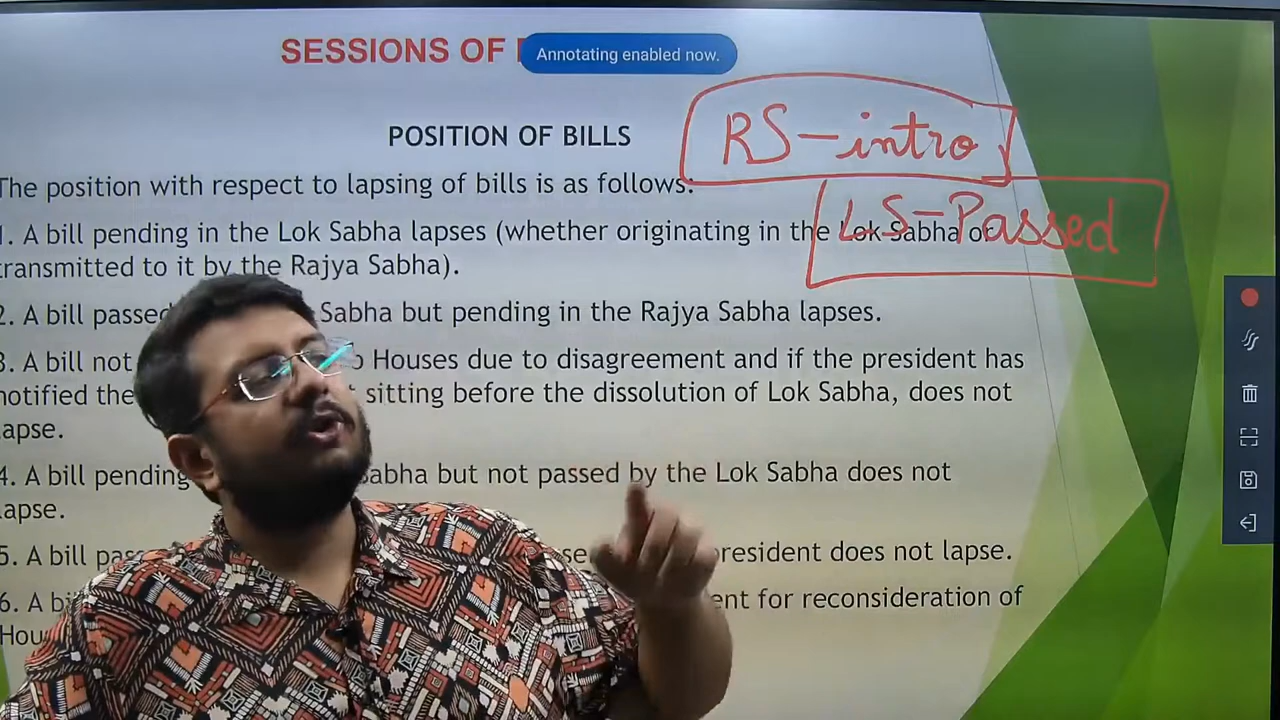 SESSIONS OF
Annotating enabled now.
POSITION OF BILLS
RS-intro
The position with respect to lapsing of bills is as follows:
LS-Passed
1. A bill pending in the Lok Sabha lapses (whether originating in the Lok Sabha or
transmitted to it by the Rajya Sabha).
2. A bill passed Sabha but pending in the Rajya Sabha lapses.
3. A bill not Houses due to disagreement and if the president has
notified the sitting before the dissolution of Lok Sabha, does not
lapse.
4. A bill pending but not passed by the Lok Sabha does not
lapse.
5. A bill president does not lapse.
6. A for reconsideration of